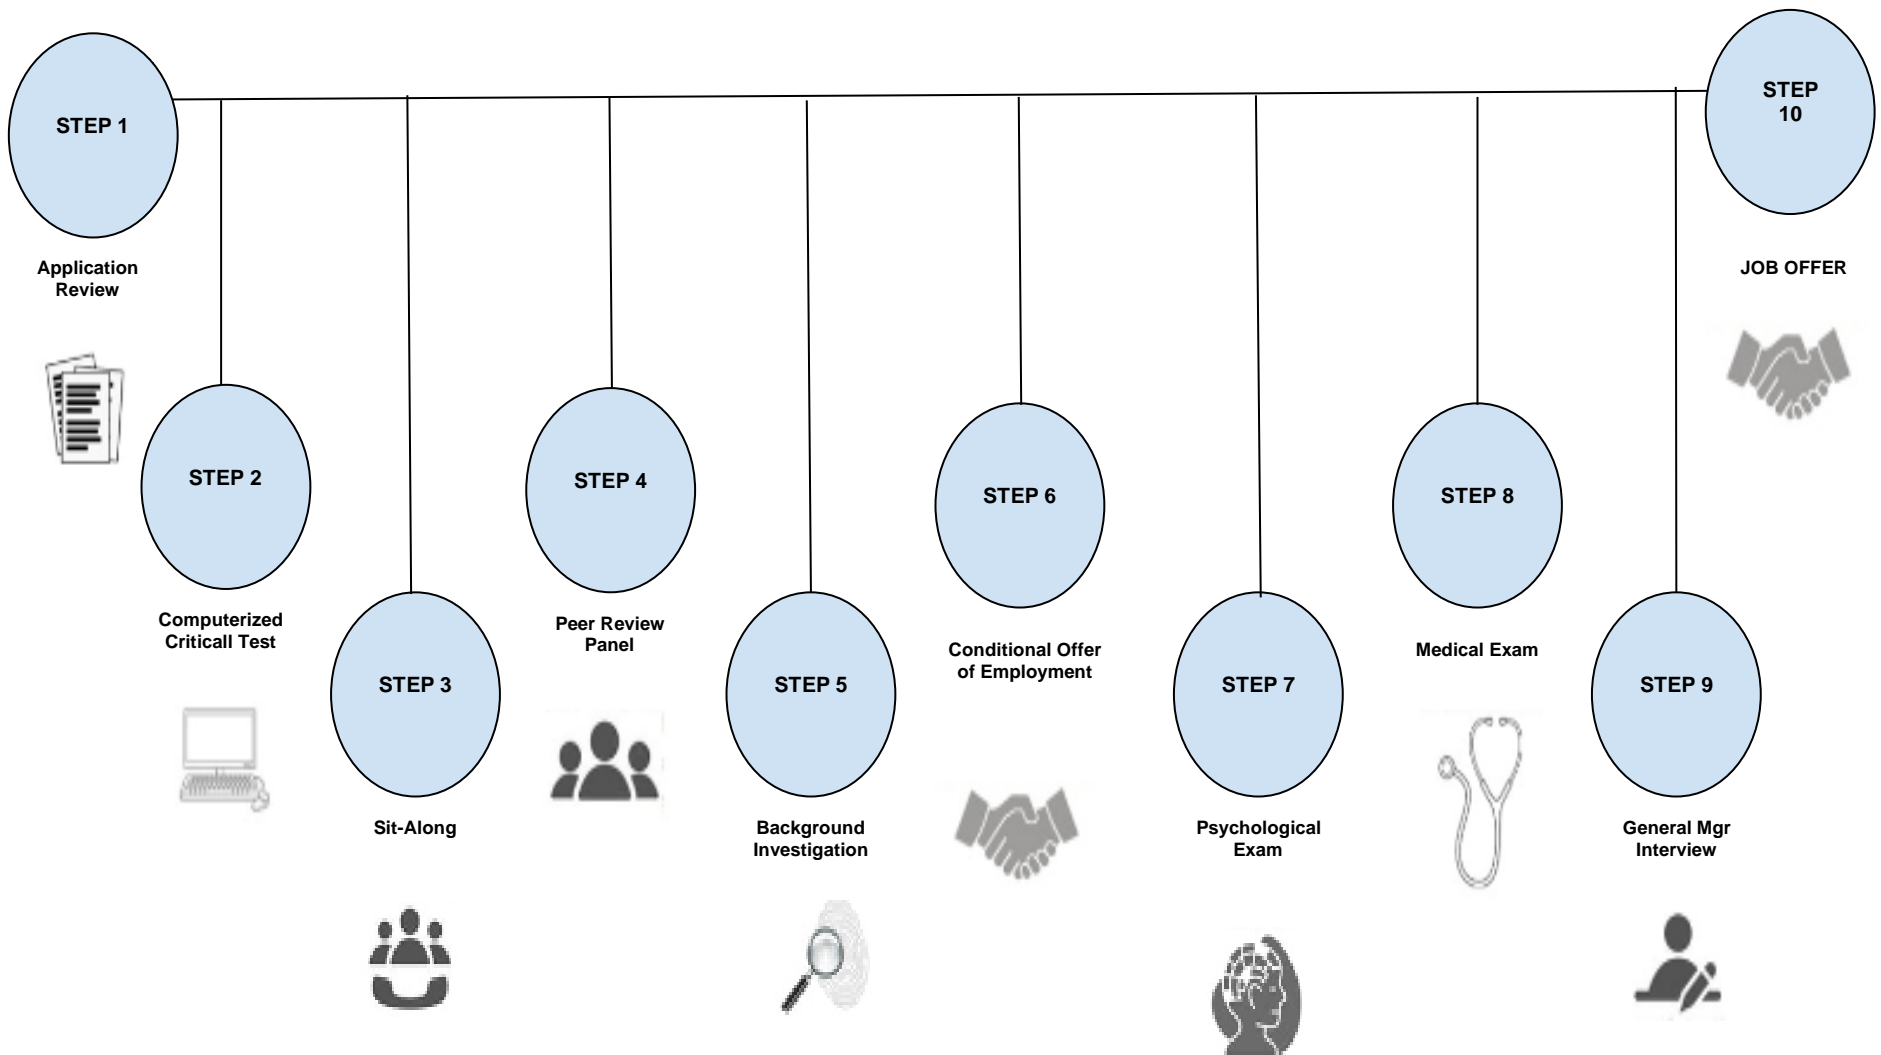 STEP 1
Application
Review
STEP 2
Computerized
Criticall Test
STEP 3
Sit-Along
STEP 4
Peer Review
Panel
STEP 5
Background
Investigation
STEP 6
Conditional Offer
of Employment
STEP 7
Psychological
Exam
STEP 8
Medical Exam
STEP 9
General Mgr
Interview
STEP
10
JOB OFFER